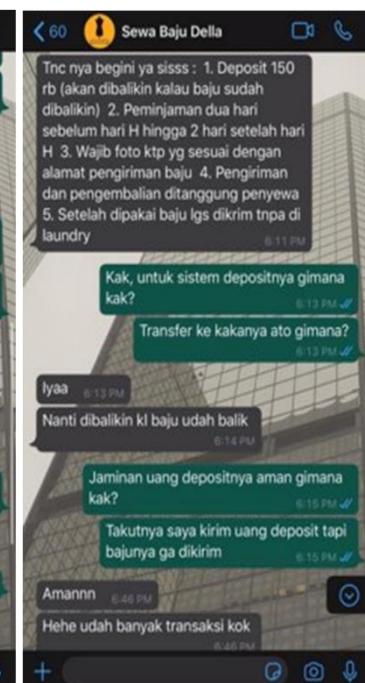 60
Sewa Baju Della
Tnc nya begini ya sisss : 1. Deposit 150
rb (akan dibalikin kalau baju sudah
dibalikin) 2. Peminjaman dua hari
sebelum hari H hingga 2 hari setelah hari
H 3. Wajib foto ktp yg sesuai dengan
alamat pengiriman baju 4. Pengiriman
dan pengembalian ditanggung penyewa
5. Setelah dipakai baju lgs dikrim tnpa di
laundry
6:11 PM
Kak, untuk sistem depositnya gimana
kak?
6:13 PM
Transfer ke kakanya ato gimana?
6:13 PM
Iyaa 6:13 PM
Nanti dibalikin kl baju udah balik
6:14 PM
Jaminan uang depositnya aman gimana
kak?
6:15 PM
Takutnya saya kirim uang deposit tapi
bajunya ga dikirim
6:15 PM
Amannn 6:46 PM
Hehe udah banyak transaksi kok
6:46 PM